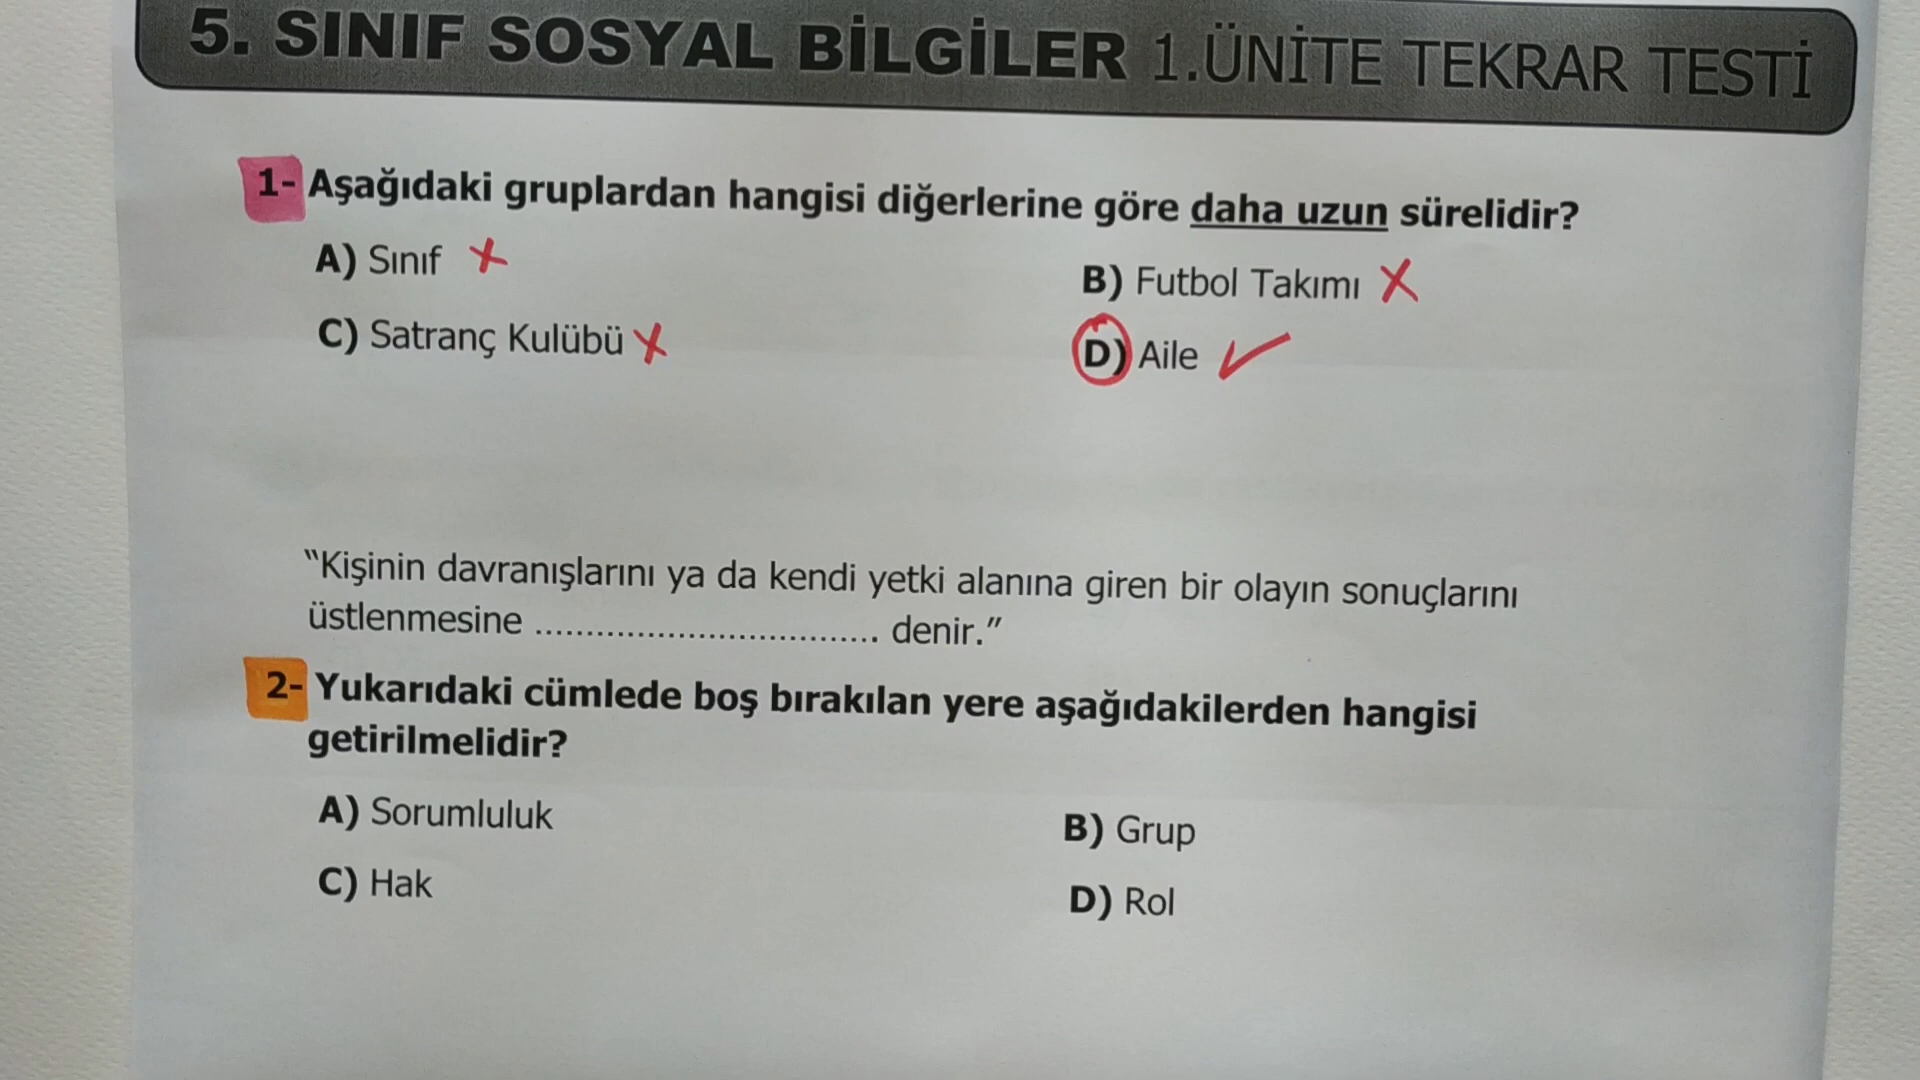 5. SINIF SOSYAL BİLGİLER 1.ÜNİTE TEKRAR TESTİ
1- Aşağıdaki gruplardan hangisi diğerlerine göre daha uzun sürelidir?
A) Sınıf
B) Futbol Takımı
C) Satranç Kulübü
D) Aile
"Kişinin davranışlarını ya da kendi yetki alanına giren bir olayın sonuçlarını
üstlenmesine .................................. denir."
2- Yukarıdaki cümlede boş bırakılan yere aşağıdakilerden hangisi
getirilmelidir?
A) Sorumluluk
B) Grup
C) Hak
D) Rol